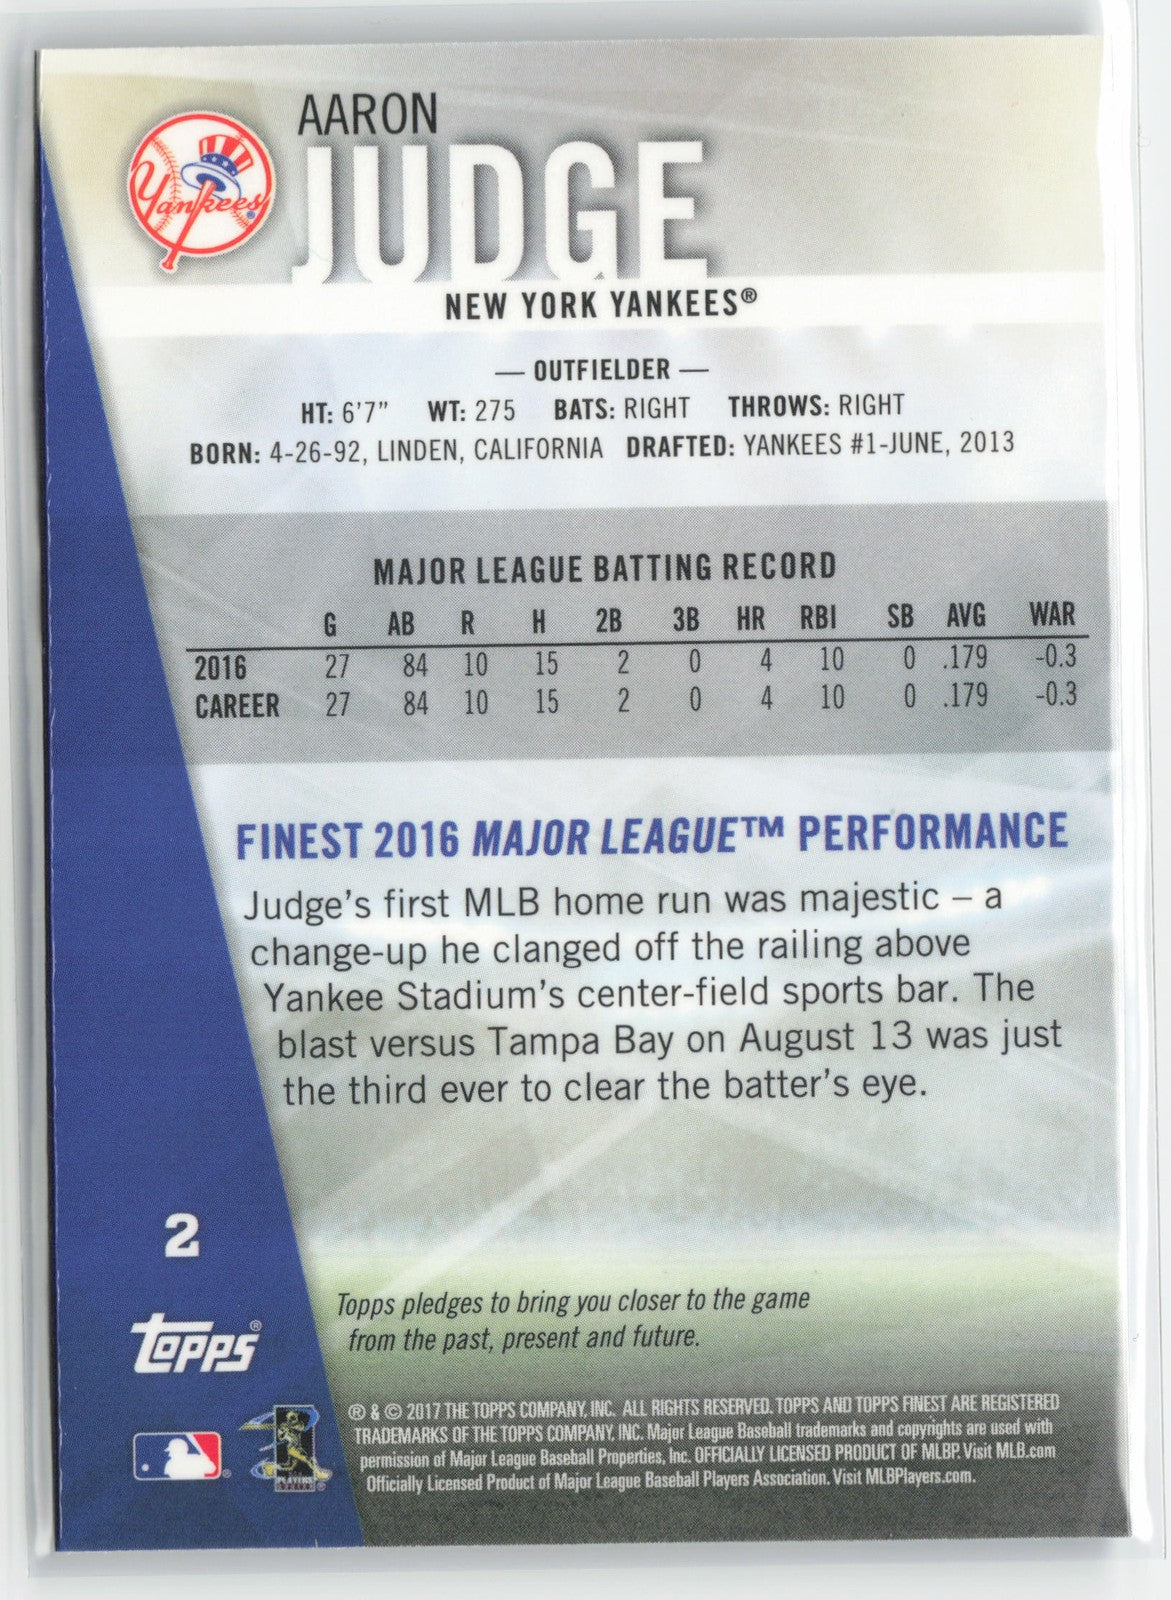 AARON
JUDGE
Yankees®
NEW YORK YANKEES®
— OUTFIELDER —
HT: 6'7" WT: 275 BATS: RIGHT THROWS: RIGHT
BORN: 4-26-92, LINDEN, CALIFORNIA DRAFTED: YANKEES #1-JUNE, 2013
MAJOR LEAGUE BATTING RECORD
G AB R H 2B 3B HR RBI SB AVG WAR
2016 27 84 10 15 2 0 4 10 0 .179 -0.3
CAREER 27 84 10 15 2 0 4 10 0 .179 -0.3
FINEST 2016 MAJOR LEAGUE™ PERFORMANCE
Judge's first MLB home run was majestic – a
change-up he clanged off the railing above
Yankee Stadium's center-field sports bar. The
blast versus Tampa Bay on August 13 was just
the third ever to clear the batter's eye.
2
Topps pledges to bring you closer to the game
from the past, present and future.
Topps®
® & © 2017 THE TOPPS COMPANY, INC. ALL RIGHTS RESERVED. TOPPS AND TOPPS FINEST ARE REGISTERED
TRADEMARKS OF THE TOPPS COMPANY, INC. Major League Baseball trademarks and copyrights are used with
permission of Major League Baseball Properties, Inc. OFFICIALLY LICENSED PRODUCT OF MLBP. Visit MLB.com
Officially Licensed Product of Major League Baseball Players Association. Visit MLBPlayers.com.